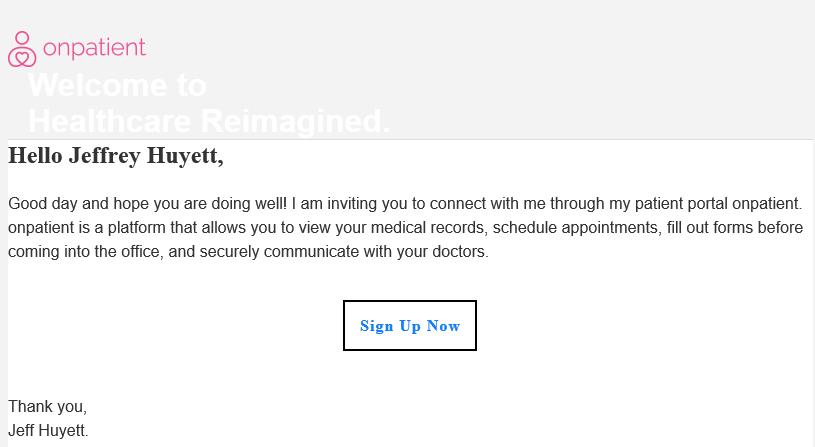 onpatient
Welcome to
Healthcare Reimagined.
Hello Jeffrey Huyett,
Good day and hope you are doing well! I am inviting you to connect with me through my patient portal onpatient.
onpatient is a platform that allows you to view your medical records, schedule appointments, fill out forms before
coming into the office, and securely communicate with your doctors.
Sign Up Now
Thank you,
Jeff Huyett.